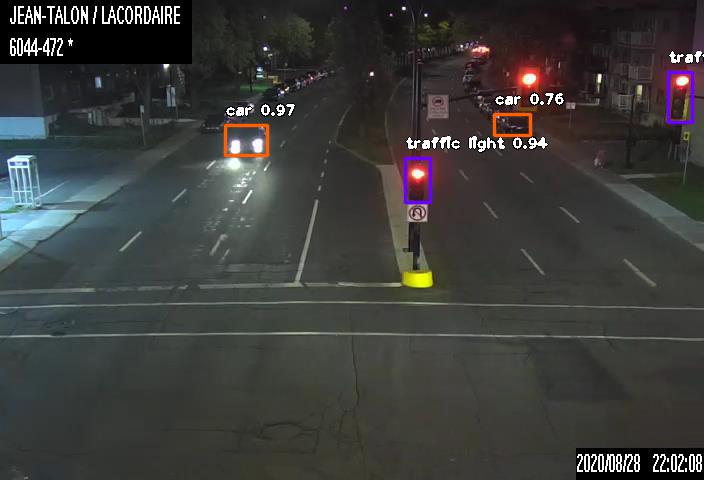 JEAN-TALON / LACORDAIRE
6044-472 *
traf
car 0.97
car 0.76
traffic light 0.94
2020/08/28 22:02:08